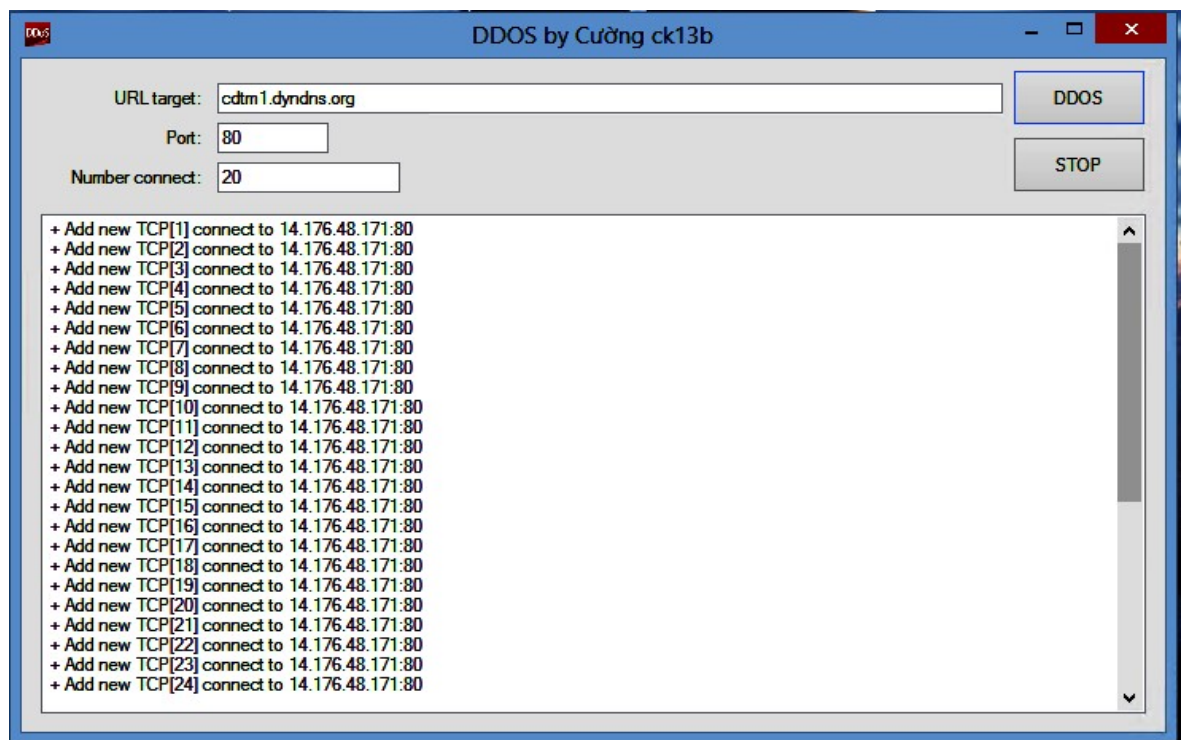 DDoS
DDOS by Cường ck13b
URL target: cdtm1.dyndns.org
DDOS
Port: 80
STOP
Number connect: 20
+ Add new TCP[1] connect to 14.176.48.171:80
+ Add new TCP[2] connect to 14.176.48.171:80
+ Add new TCP[3] connect to 14.176.48.171:80
+ Add new TCP[4] connect to 14.176.48.171:80
+ Add new TCP[5] connect to 14.176.48.171:80
+ Add new TCP[6] connect to 14.176.48.171:80
+ Add new TCP[7] connect to 14.176.48.171:80
+ Add new TCP[8] connect to 14.176.48.171:80
+ Add new TCP[9] connect to 14.176.48.171:80
+ Add new TCP[10] connect to 14.176.48.171:80
+ Add new TCP[11] connect to 14.176.48.171:80
+ Add new TCP[12] connect to 14.176.48.171:80
+ Add new TCP[13] connect to 14.176.48.171:80
+ Add new TCP[14] connect to 14.176.48.171:80
+ Add new TCP[15] connect to 14.176.48.171:80
+ Add new TCP[16] connect to 14.176.48.171:80
+ Add new TCP[17] connect to 14.176.48.171:80
+ Add new TCP[18] connect to 14.176.48.171:80
+ Add new TCP[19] connect to 14.176.48.171:80
+ Add new TCP[20] connect to 14.176.48.171:80
+ Add new TCP[21] connect to 14.176.48.171:80
+ Add new TCP[22] connect to 14.176.48.171:80
+ Add new TCP[23] connect to 14.176.48.171:80
+ Add new TCP[24] connect to 14.176.48.171:80